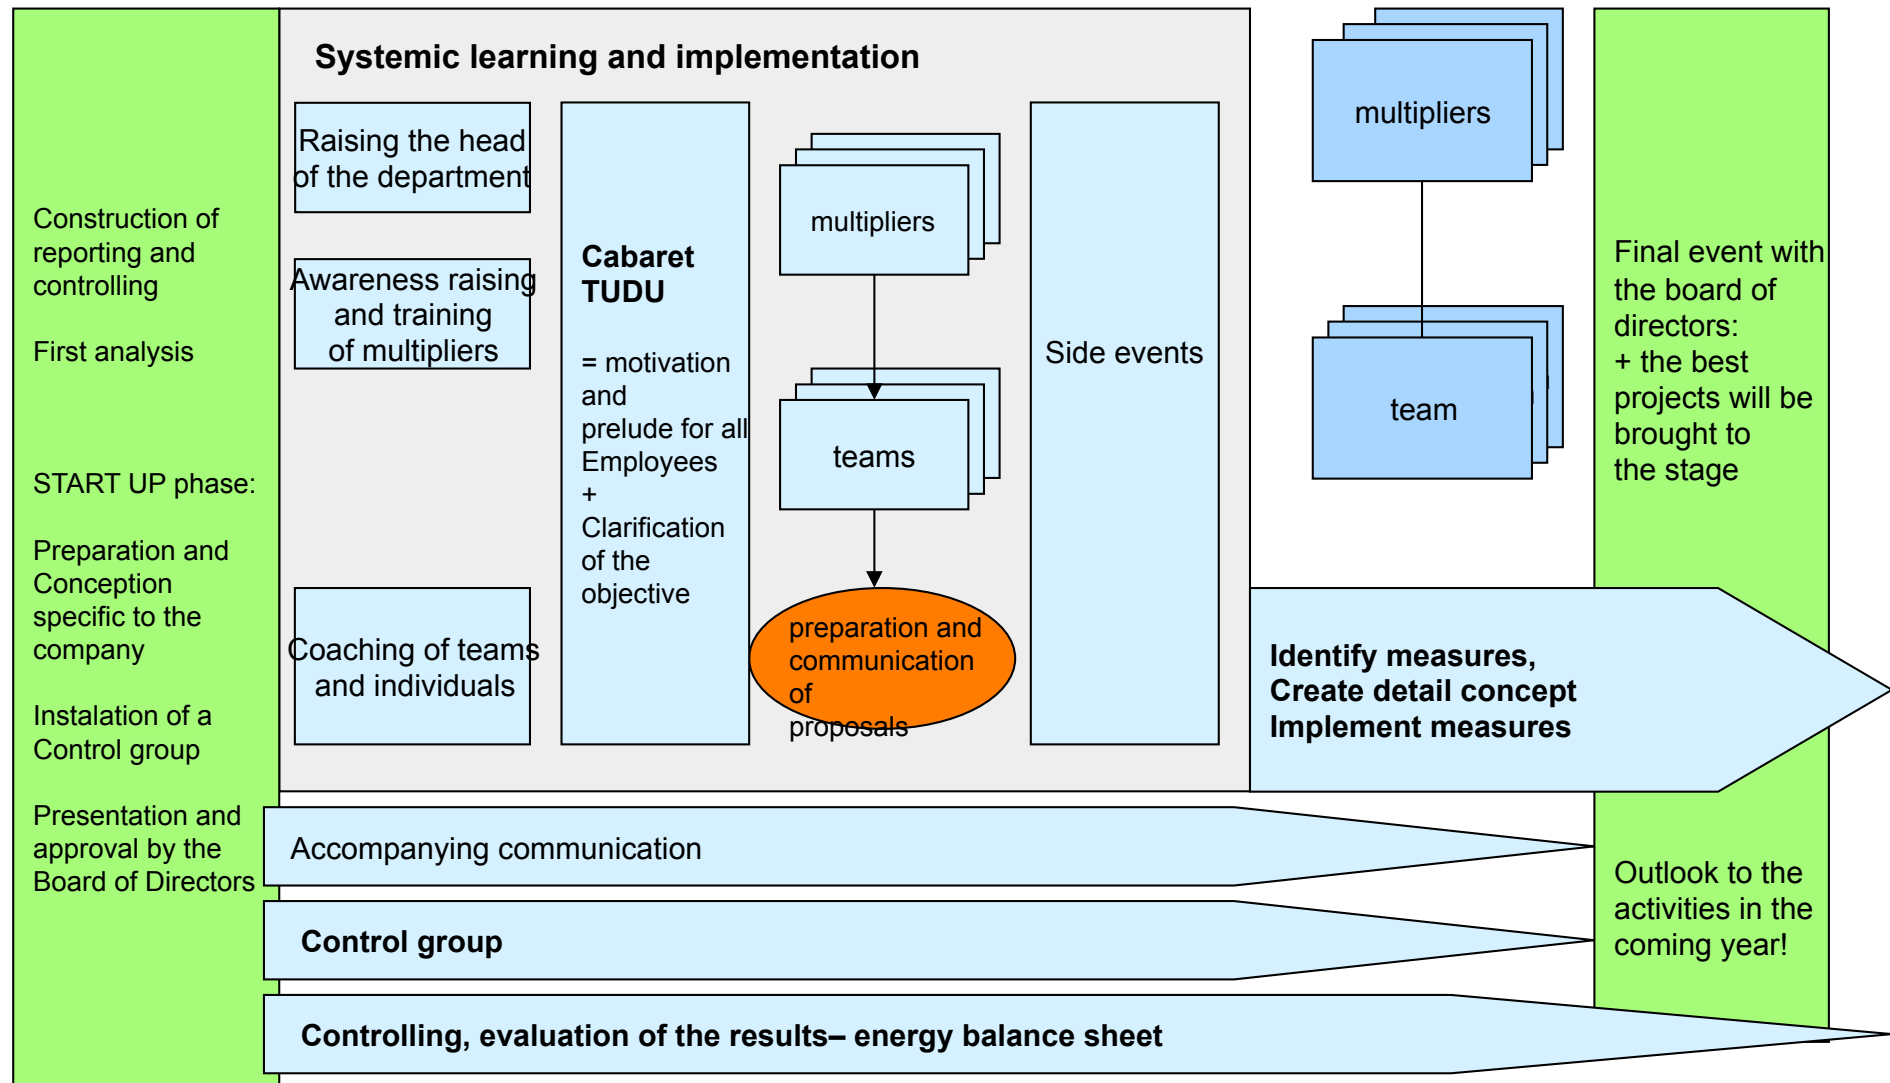 Systemic learning and implementation
Construction of
reporting and
controlling
First analysis
START UP phase:
Preparation and
Conception
specific to the
company
Instalation of a
Control group
Presentation and
approval by the
Board of Directors
Raising the head
of the department
Awareness raising
and training
of multipliers
Coaching of teams
and individuals
Cabaret
TUDU
= motivation
and
prelude for all
Employees
+
Clarification
of the
objective
multipliers
teams
preparation and
communication
of
proposals
Side events
multipliers
team
Identify measures,
Create detail concept
Implement measures
Final event with
the board of
directors:
+ the best
projects will be
brought to
the stage
Outlook to the
activities in the
coming year!
Accompanying communication
Control group
Controlling, evaluation of the results– energy balance sheet